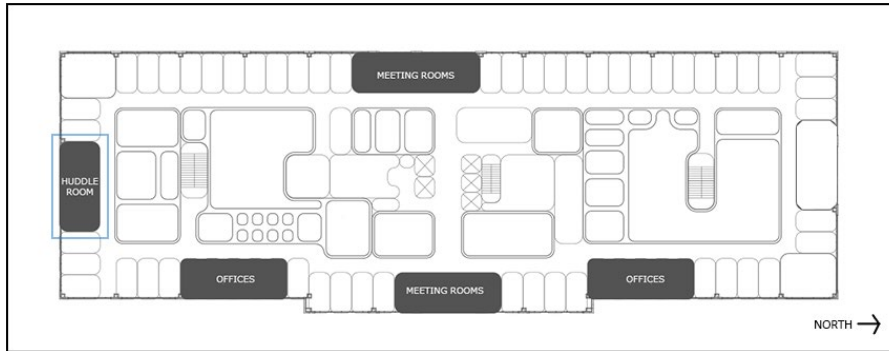 MEETING ROOMS
HUDDLE
ROOM
OFFICES
MEETING ROOMS
OFFICES
NORTH